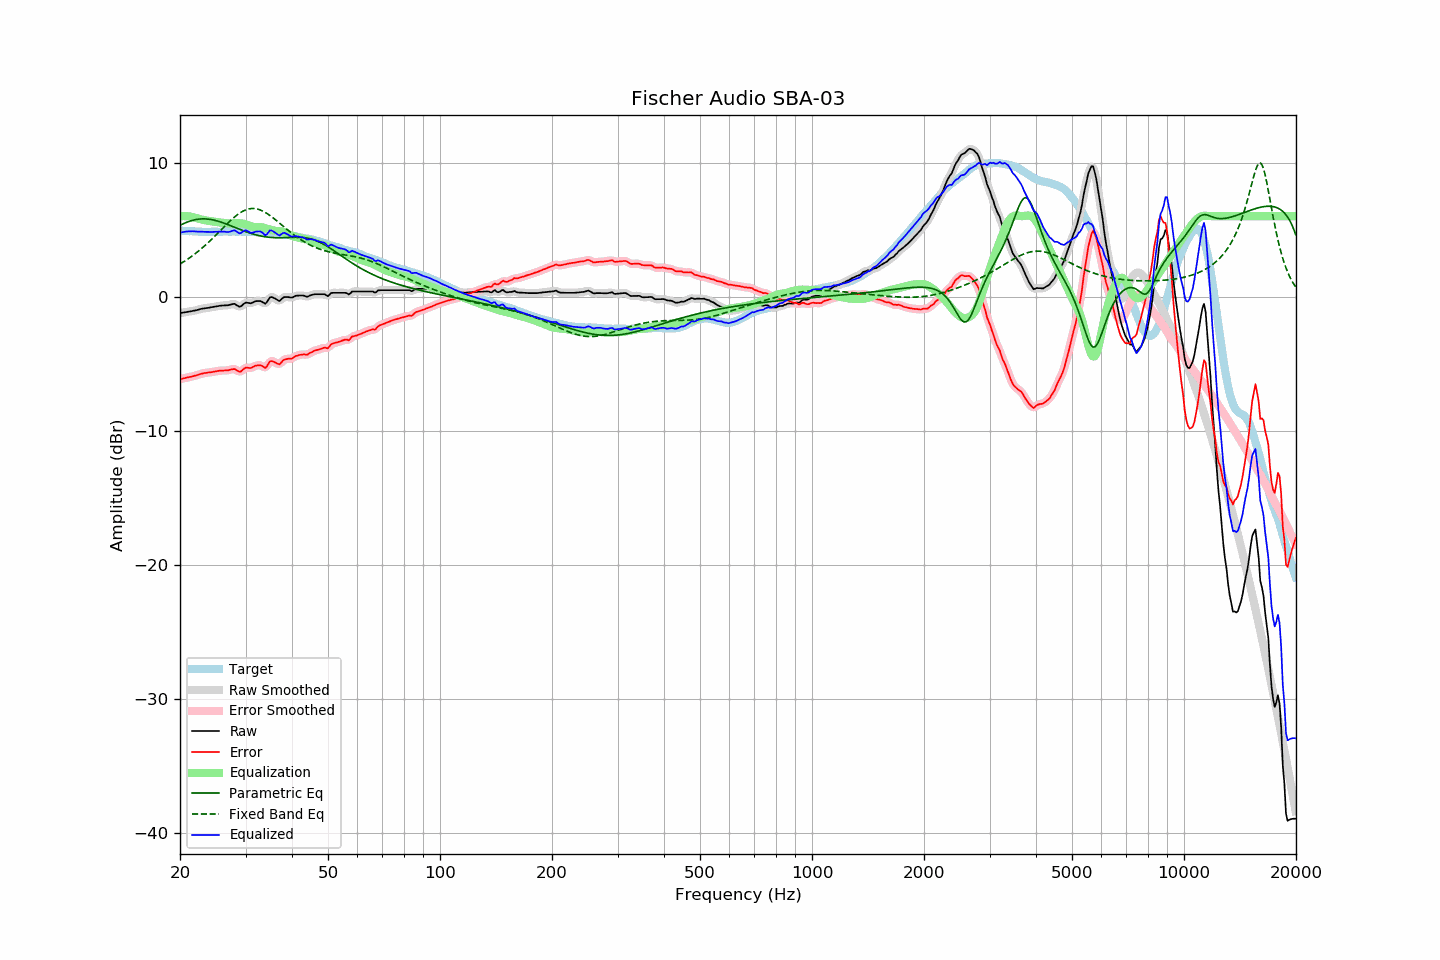 Fischer Audio SBA-03
Amplitude (dBr)
10
0
−10
−20
−30
−40
Target
Raw Smoothed
Error Smoothed
Raw
Error
Equalization
Parametric Eq
Fixed Band Eq
Equalized
20 50 100 200 500 1000 2000 5000 10000 20000
Frequency (Hz)